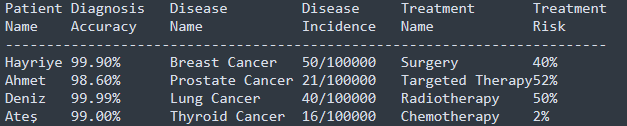 Patient Diagnosis Disease Disease Treatment Treatment
Name Accuracy Name Incidence Name Risk
-------------------------------------------------------------------------
Hayriye 99.90% Breast Cancer 50/100000 Surgery 40%
Ahmet 98.60% Prostate Cancer 21/100000 Targeted Therapy52%
Deniz 99.99% Lung Cancer 40/100000 Radiotherapy 50%
Ateş 99.00% Thyroid Cancer 16/100000 Chemotherapy 2%